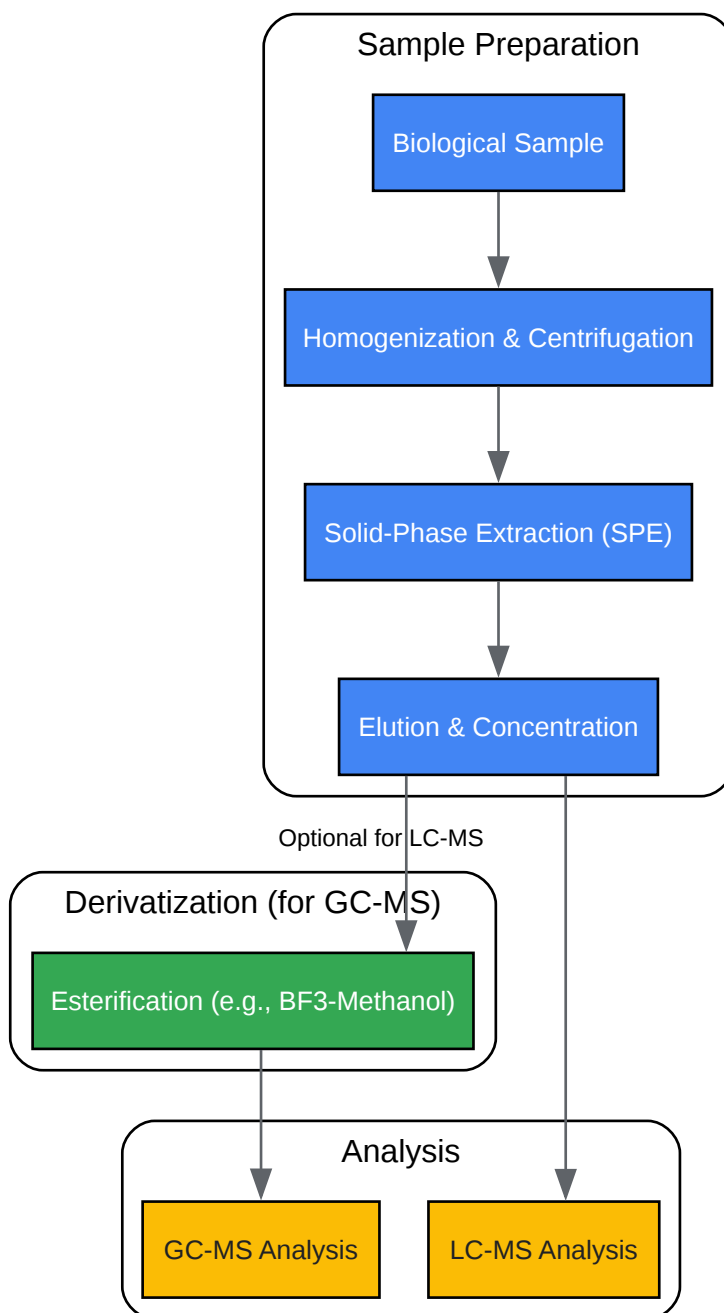 Sample Preparation
Biological Sample
Homogenization & Centrifugation
Solid-Phase Extraction (SPE)
Elution & Concentration
Optional for LC-MS
Derivatization (for GC-MS)
Esterification (e.g., BF3-Methanol)
Analysis
GC-MS Analysis
LC-MS Analysis